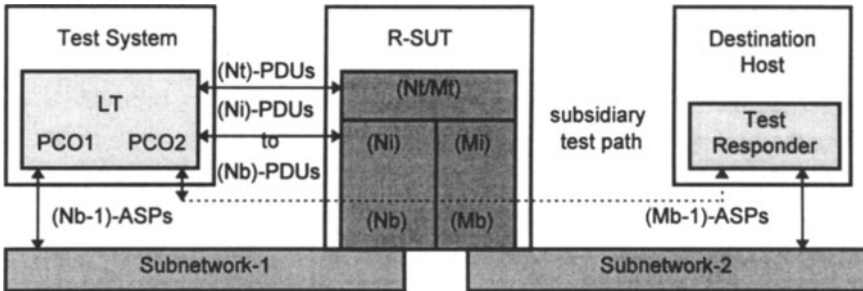 Test System
R-SUT
Destination
Host
(Nt)-PDUs
(Nt/Mt)
LT
(Ni)-PDUs
subsidiary
test path
Test
Responder
PCO1 PCO2
to
(Ni) (Mi)
(Nb)-PDUs
(Nb-1)-ASPs
(Nb) (Mb)
(Mb-1)-ASPs
Subnetwork-1
Subnetwork-2